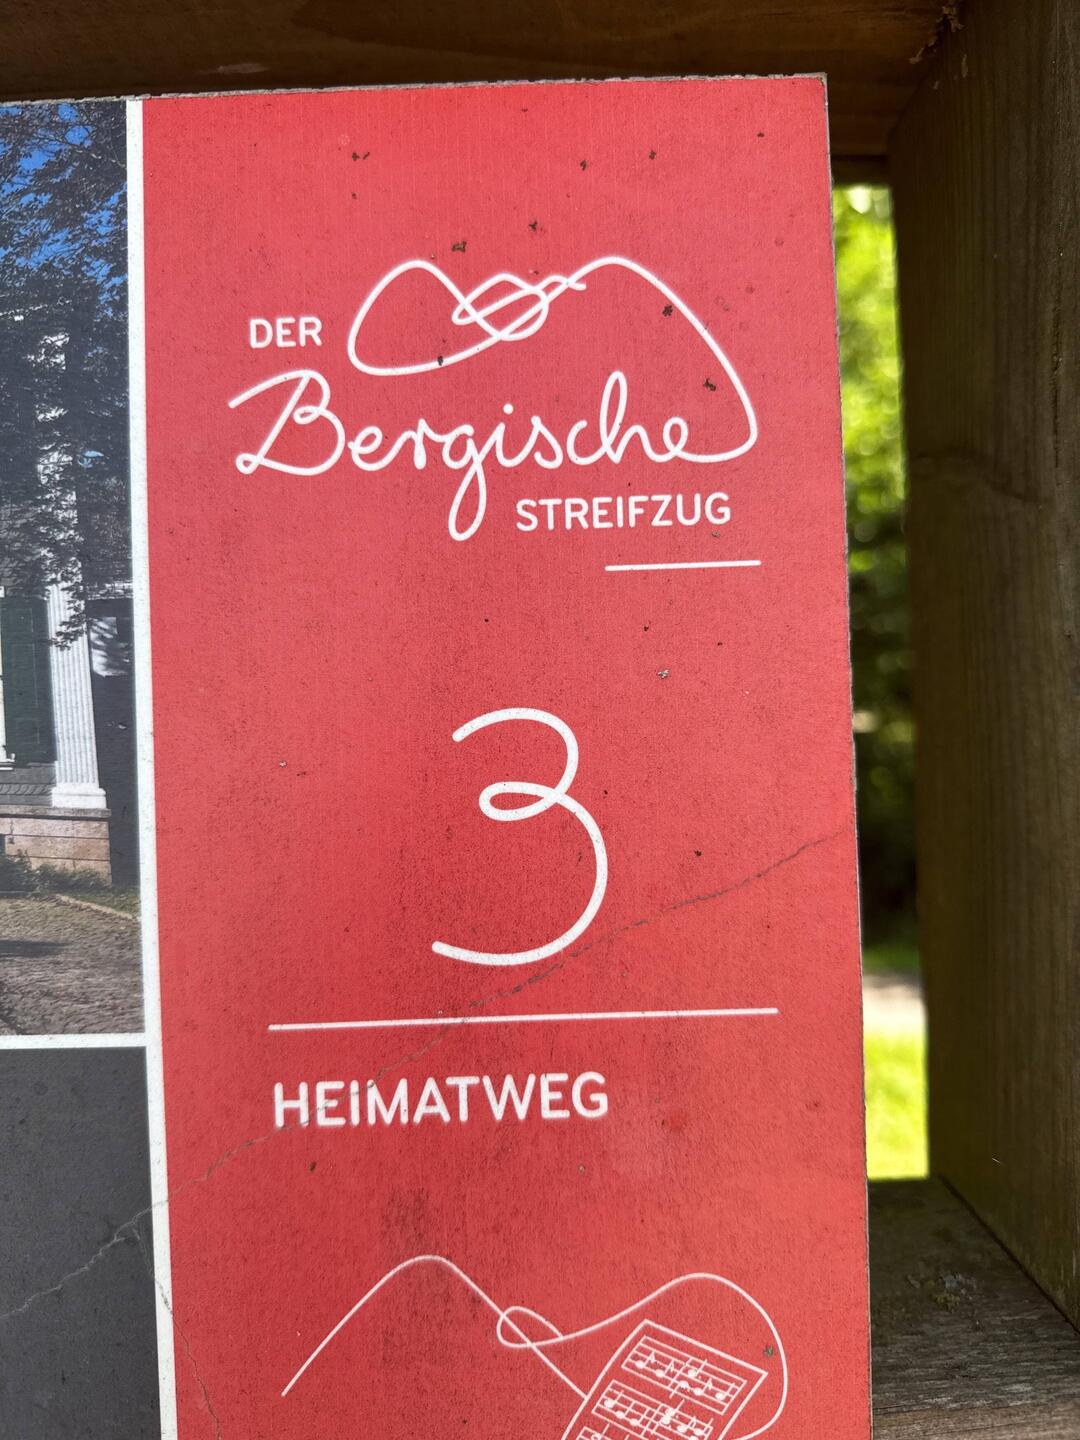 DER
Bergische
STREIFZUG
3
HEIMATWEG